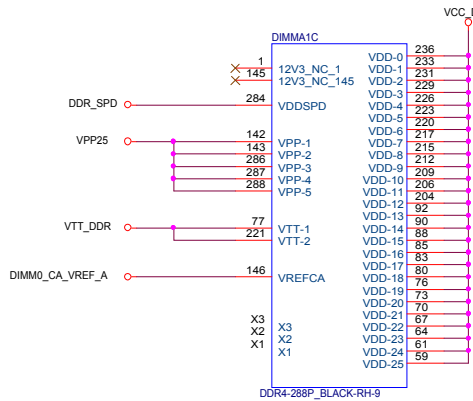 VCC_D
DIMMA1C
1 12V3_NC_1
145 12V3_NC_145
DDR_SPD 284 VDDSPD
VPP25 142 VPP-1
143 VPP-2
286 VPP-3
287 VPP-4
288 VPP-5
VTT_DDR 77 VTT-1
221 VTT-2
DIMM0_CA_VREF_A 146 VREFCA
X3 X3
X2 X2
X1 X1
VDD-0 236
VDD-1 233
VDD-2 231
VDD-3 229
VDD-4 226
VDD-5 223
VDD-6 220
VDD-7 217
VDD-8 215
VDD-9 212
VDD-10 209
VDD-11 206
VDD-12 204
VDD-13 92
VDD-14 90
VDD-15 88
VDD-16 85
VDD-17 83
VDD-18 80
VDD-19 76
VDD-20 73
VDD-21 70
VDD-22 67
VDD-23 64
VDD-24 61
VDD-25 59
DDR4-288P_BLACK-RH-9